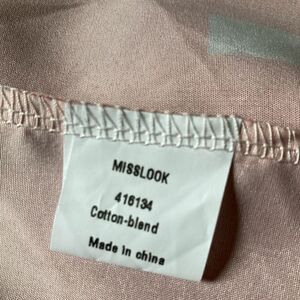 MISSLOOK
416134
Cotton-blend
Made in china